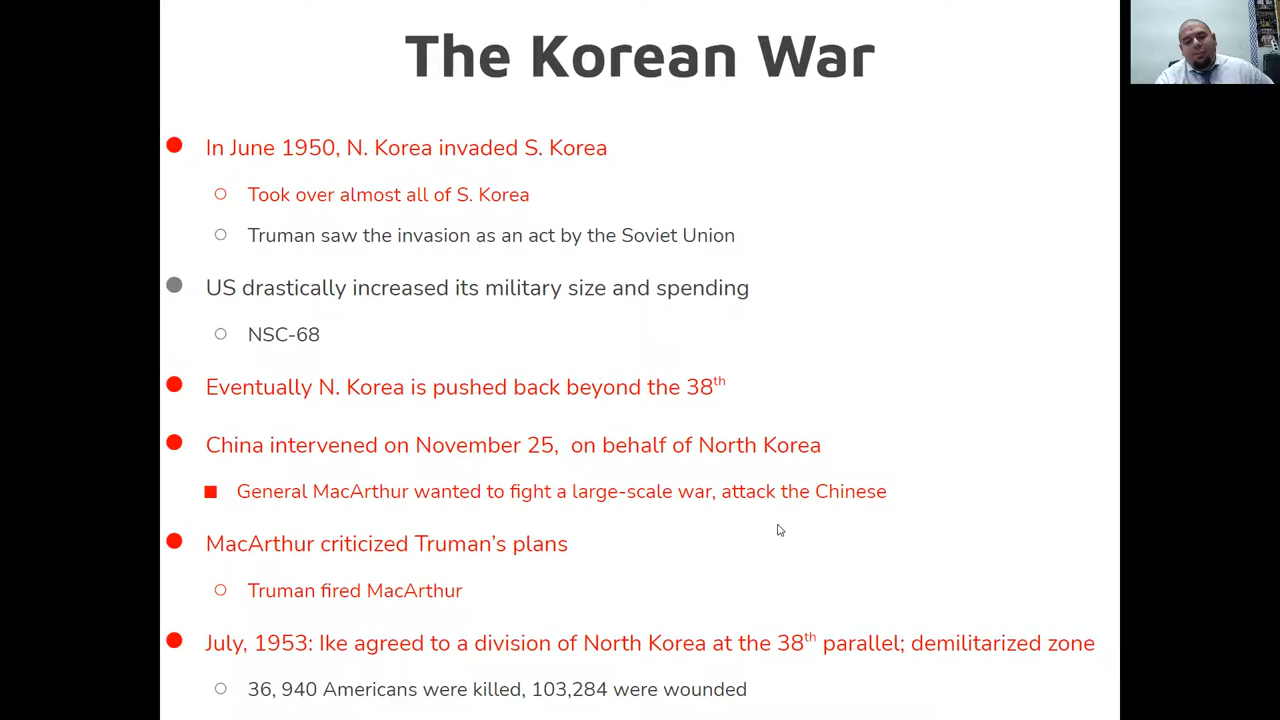 The Korean War
In June 1950, N. Korea invaded S. Korea
Took over almost all of S. Korea
Truman saw the invasion as an act by the Soviet Union
US drastically increased its military size and spending
NSC-68
Eventually N. Korea is pushed back beyond the 38th
China intervened on November 25,  on behalf of North Korea
General MacArthur wanted to fight a large-scale war, attack the Chinese
MacArthur criticized Truman’s plans
Truman fired MacArthur
July, 1953: Ike agreed to a division of North Korea at the 38th parallel; demilitarized zone
36, 940 Americans were killed, 103,284 were wounded